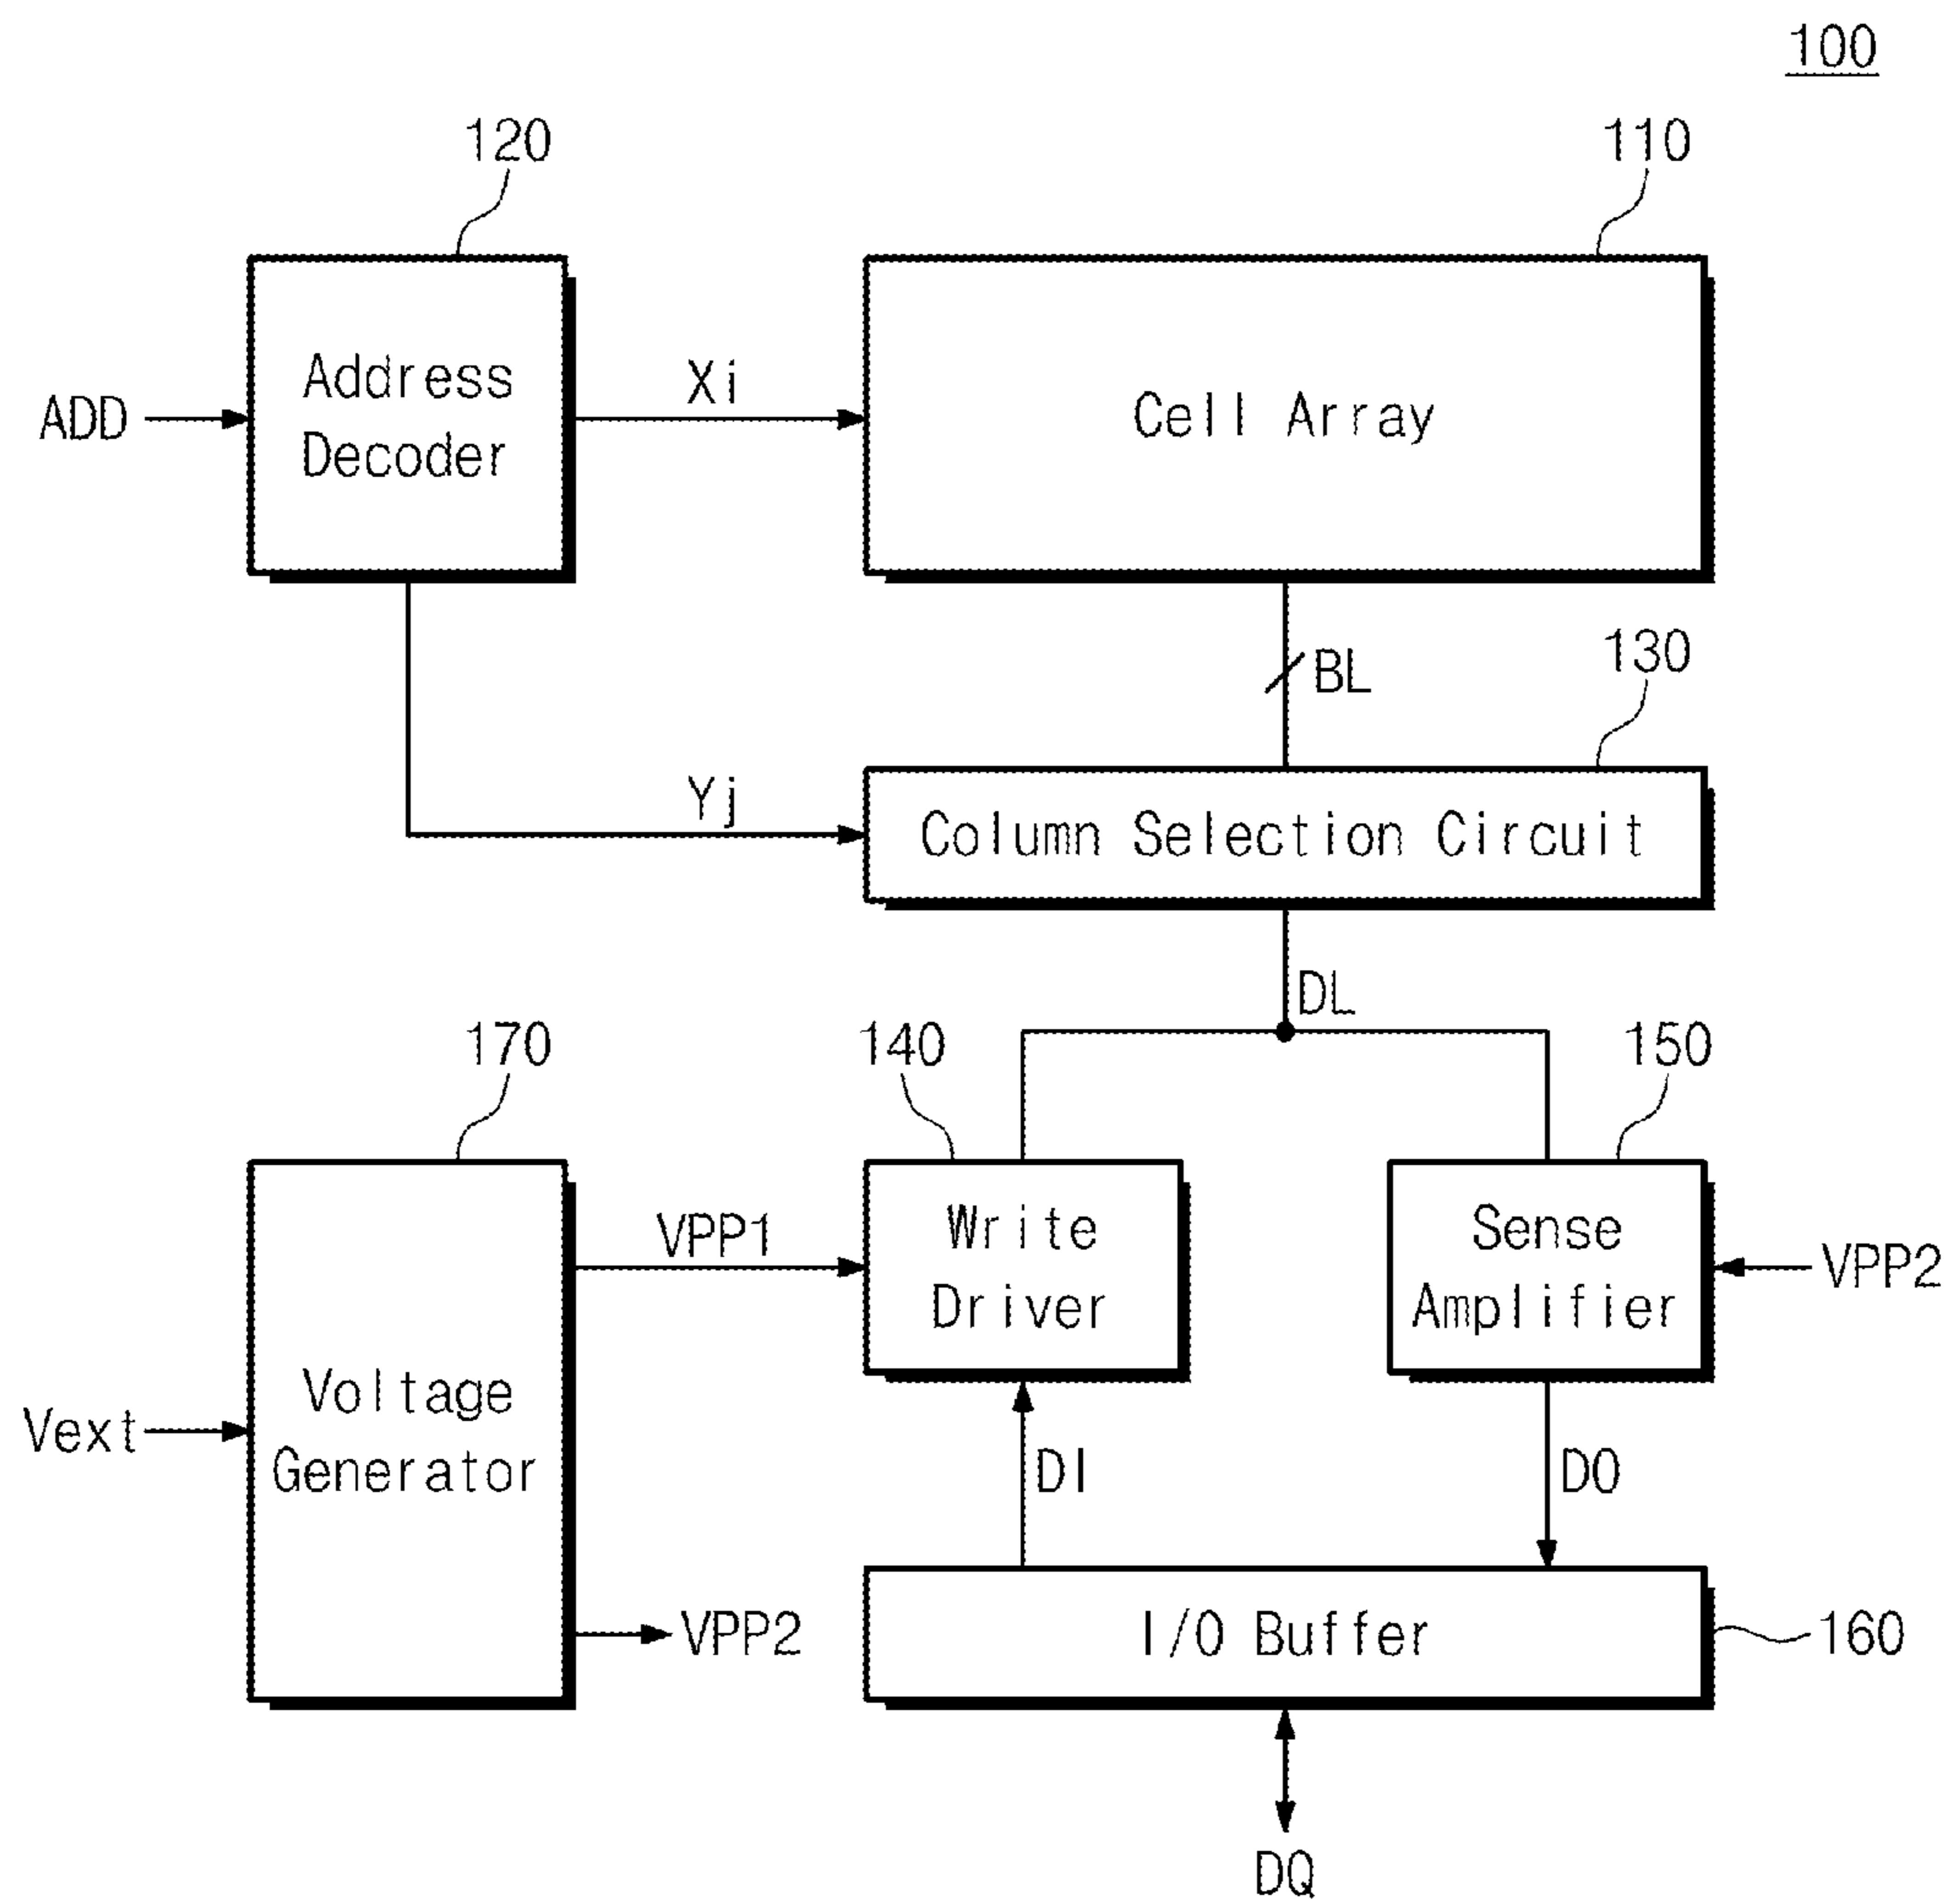 100
120
110
Address
Decoder
ADD
Xi
Cell Array
BL
130
Yj
Column Selection Circuit
DL
170
140
150
VPP1
Write
Driver
Sense
Amplifier
VPP2
Vext
Voltage
Generator
DI
DO
VPP2
I/O Buffer
160
DQ